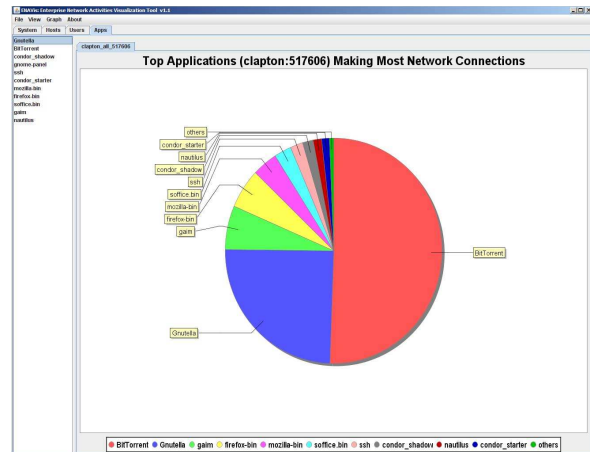 ENAVis: Enterprise Network Activities Visualization Tool v1.1
File View Graph About
System Hosts Users Apps
Gnutella
BitTorrent
condor_shadow
gnome-panel
ssh
condor_starter
mozilla-bin
firefox-bin
soffice.bin
gaim
nautilus
clapton_all_517606
Top Applications (clapton:517606) Making Most Network Connections
others
condor_starter
nautilus
condor_shadow
ssh
soffice.bin
mozilla-bin
firefox-bin
gaim
BitTorrent
Gnutella
BitTorrent Gnutella gaim firefox-bin mozilla-bin soffice.bin ssh condor_shadow nautilus condor_starter others